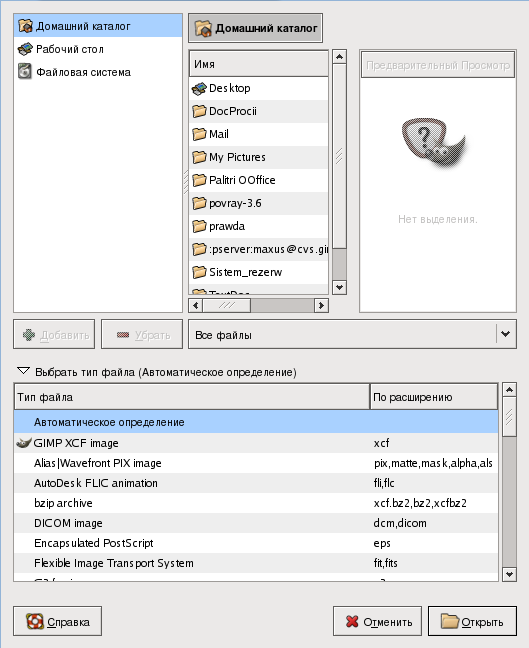 Домашний каталог
Рабочий стол
Файловая система
Домашний каталог
Имя
Desktop
DocProcii
Mail
My Pictures
Palitri OOffice
povray-3.6
prawda
:pserver:maxus@cvs.gi
Sistem_rezerw
Предварительный Просмотр
Нет выделения.
Добавить
Убрать
Все файлы
Выбрать тип файла (Автоматическое определение)
Тип файла По расширению
Автоматическое определение
GIMP XCF image xcf
Alias|Wavefront PIX image pix,matte,mask,alpha,als
AutoDesk FLIC animation fli,flc
bzip archive xcf.bz2,bz2,xcfbz2
DICOM image dcm,dicom
Encapsulated PostScript eps
Flexible Image Transport System fit,fits
Справка
Отменить
Открыть